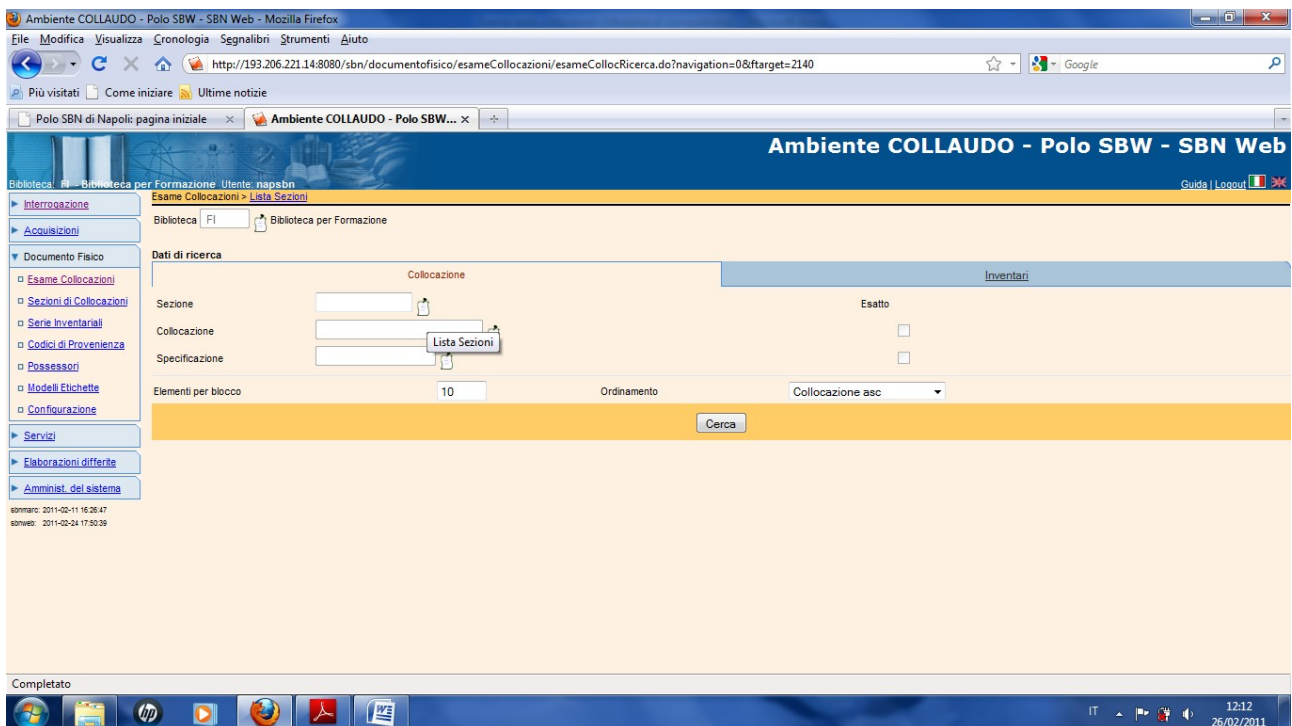 Ambiente COLLAUDO - Polo SBW - SBN Web - Mozilla Firefox
File Modifica Visualizza Cronologia Segnalibri Strumenti Aiuto
http://193.206.221.14:8080/sbn/documentofisico/esameCollocazioni/esameCollocRicerca.do?navigation=0&ftarget=2140
Google
Più visitati Come iniziare Ultime notizie
Polo SBN di Napoli: pagina iniziale Ambiente COLLAUDO - Polo SBW...
Ambiente COLLAUDO - Polo SBW - SBN Web
Biblioteca: FI - Biblioteca per Formazione Utente: napsbn Guida | Logout
Interrogazione
Acquisizioni
Documento Fisico
Esame Collocazioni
Sezioni di Collocazioni
Serie Inventariali
Codici di Provenienza
Possessori
Modelli Etichette
Configurazione
Servizi
Elaborazioni differite
Amminist. del sistema
sbnmarc: 2011-02-11 16:26:47
sbnweb: 2011-02-24 17:50:39
Esame Collocazioni > Lista Sezioni
Biblioteca FI Biblioteca per Formazione
Dati di ricerca
Collocazione Inventari
Sezione Esatto
Collocazione
Lista Sezioni
Specificazione
Elementi per blocco 10 Ordinamento Collocazione asc
Cerca
Completato
hp
W
IT 12:12
26/02/2011